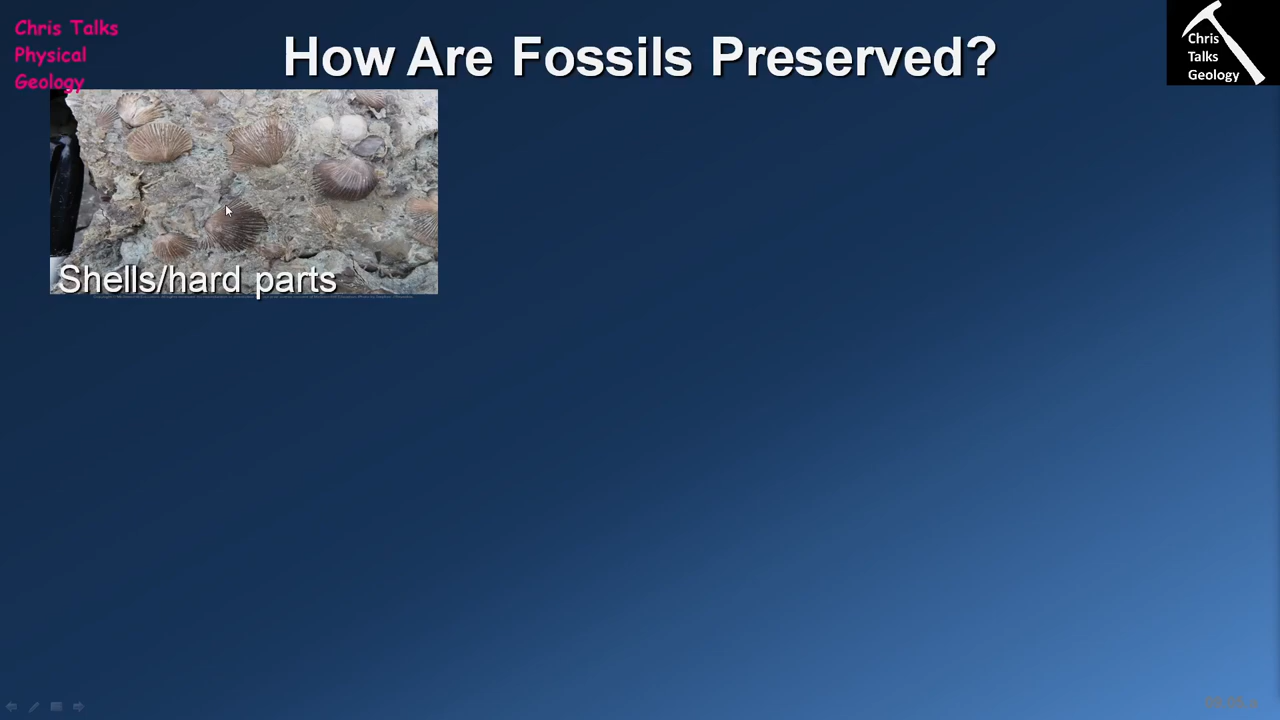 Chris Talks
Physical
Geology
How Are Fossils Preserved?
Chris
Talks
Geology
Shells/hard parts